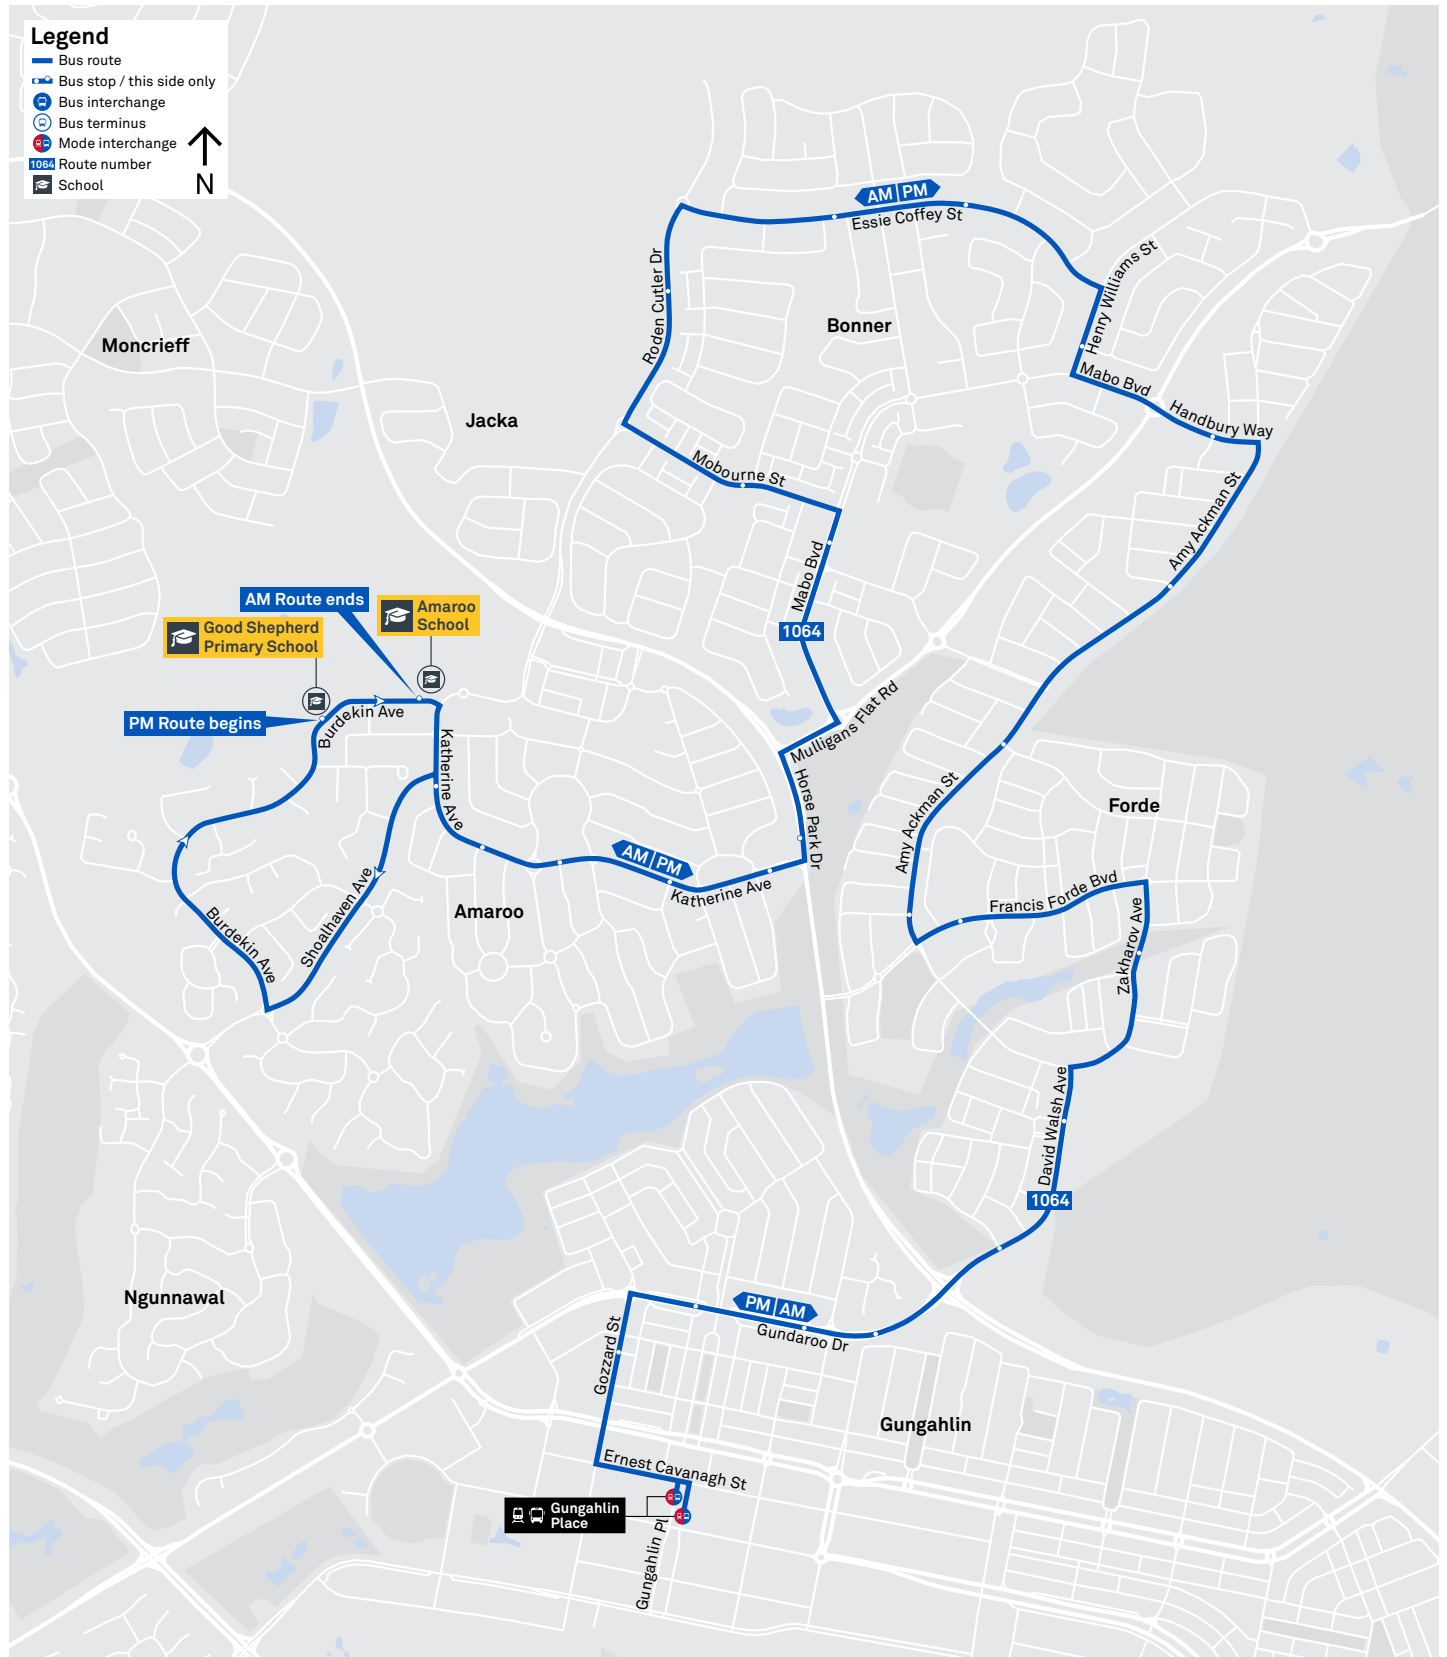 Legend
Bus route
Bus stop / this side only
Bus interchange
Bus terminus
Mode interchange
1064 Route number
School
N
AM PM
Essie Coffey St
Henry Williams St
Roden Cutler Dr
Bonner
Moncrieff
Mabo Bvd
Handbury Way
Jacka
Mobourne St
Amy Ackman St
Mabo Bvd
AM Route ends
Amaroo
School
Good Shepherd
Primary School
1064
PM Route begins
Burdekin Ave
Katherine Ave
Mulligans Flat Rd
Horse Park Dr
Forde
Amy Ackman St
AM PM
Katherine Ave
Francis Forde Bvd
Shoalhaven Ave
Amaroo
Burdekin Ave
Zakharov Ave
David Walsh Ave
1064
Ngunnawal
PM AM
Gundaroo Dr
Gozzard St
Gungahlin
Ernest Cavanagh St
Gungahlin
Place
Gungahlin Pl